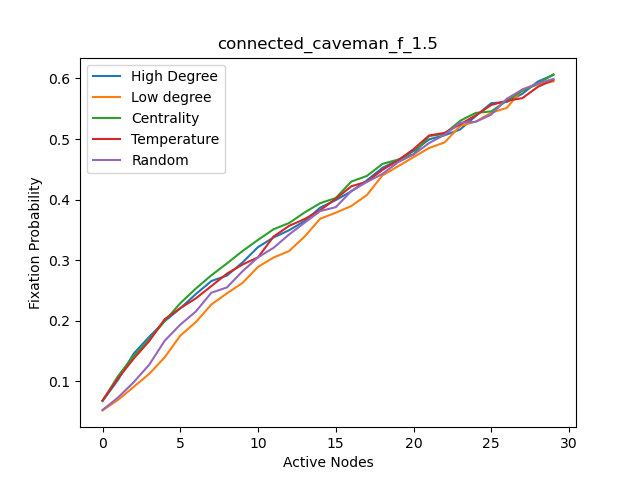 connected_caveman_f_1.5
High Degree
Low degree
Centrality
Temperature
Random
Fixation Probability
0.6
0.5
0.4
0.3
0.2
0.1
0 5 10 15 20 25 30
Active Nodes